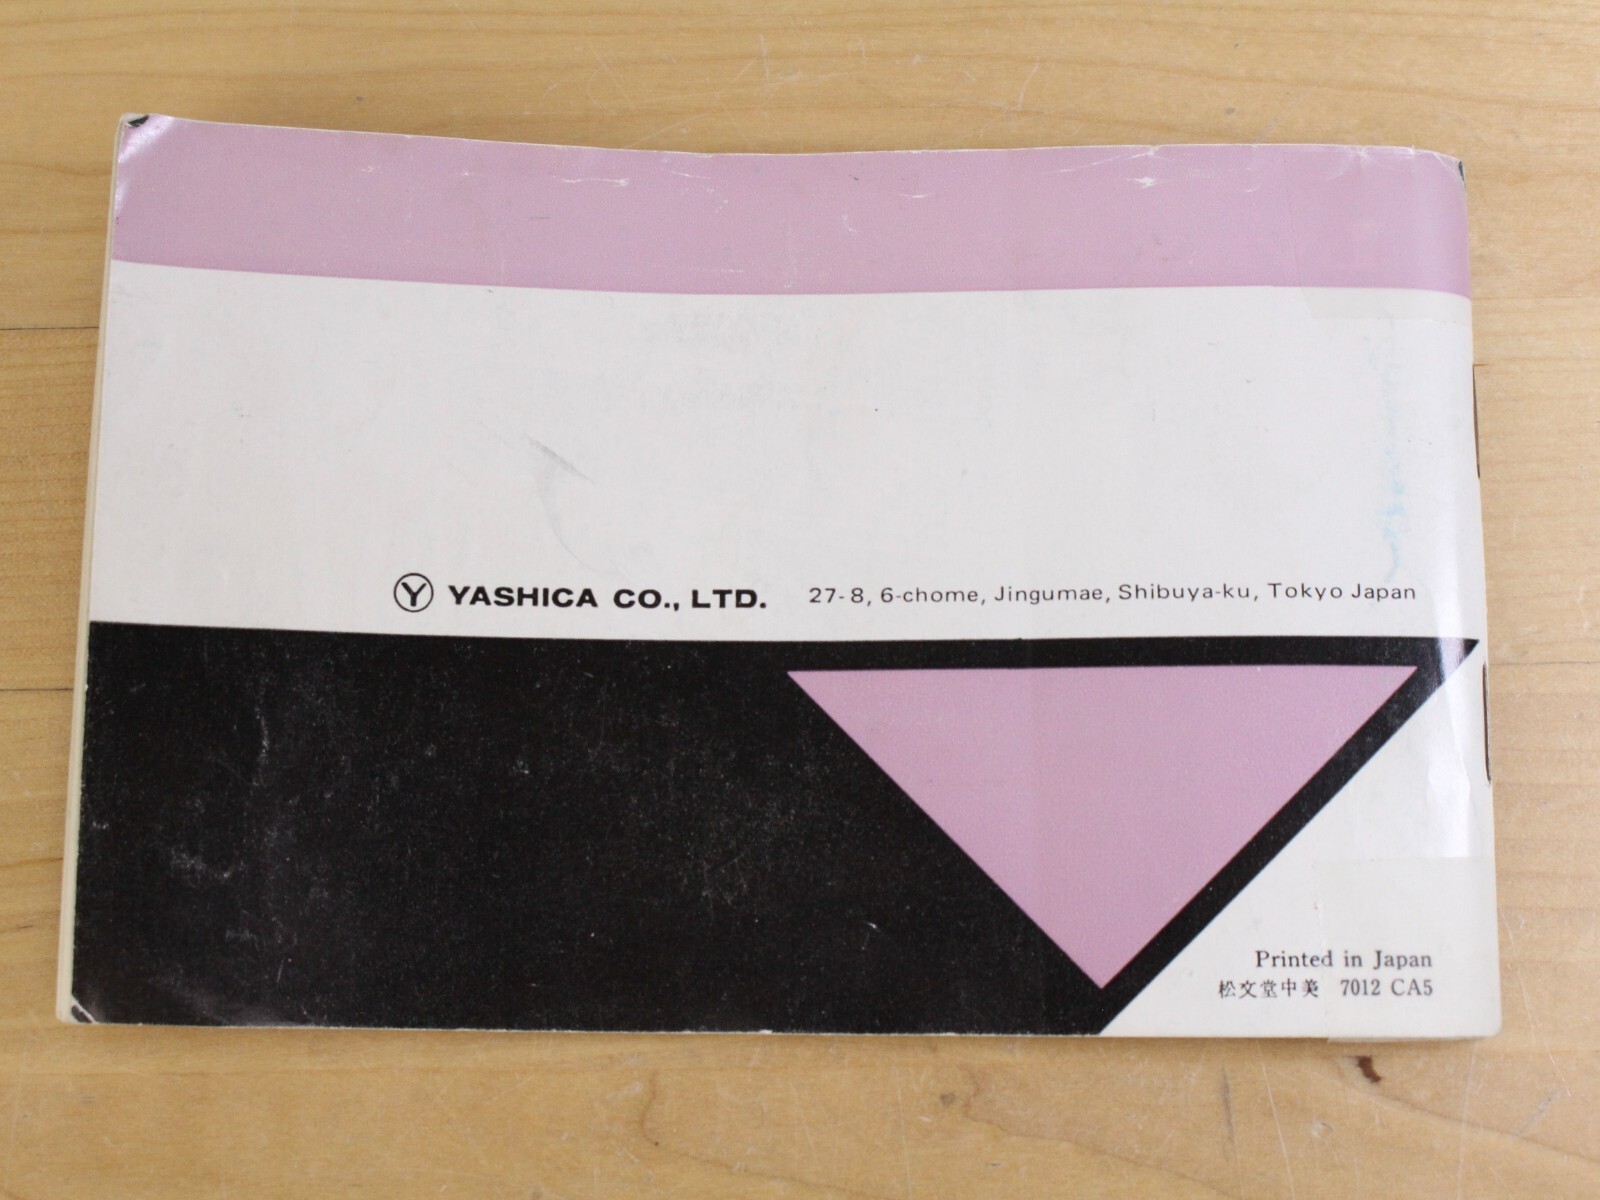 Y YASHICA CO., LTD. 27-8, 6-chome, Jingumae, Shibuya-ku, Tokyo Japan
Printed in Japan
松文堂中美 7012 CA5